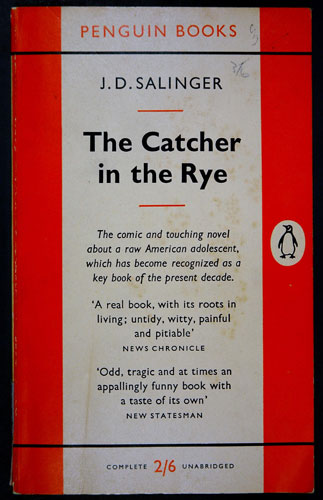 PENGUIN BOOKS
2/6
J. D. SALINGER
The Catcher
in the Rye
The comic and touching novel
about a raw American adolescent,
which has become recognized as a
key book of the present decade.
‘A real book, with its roots in
living; untidy, witty, painful
and pitiable’
NEWS CHRONICLE
‘Odd, tragic and at times an
appallingly funny book with
a taste of its own’
NEW STATESMAN
COMPLETE 2/6 UNABRIDGED